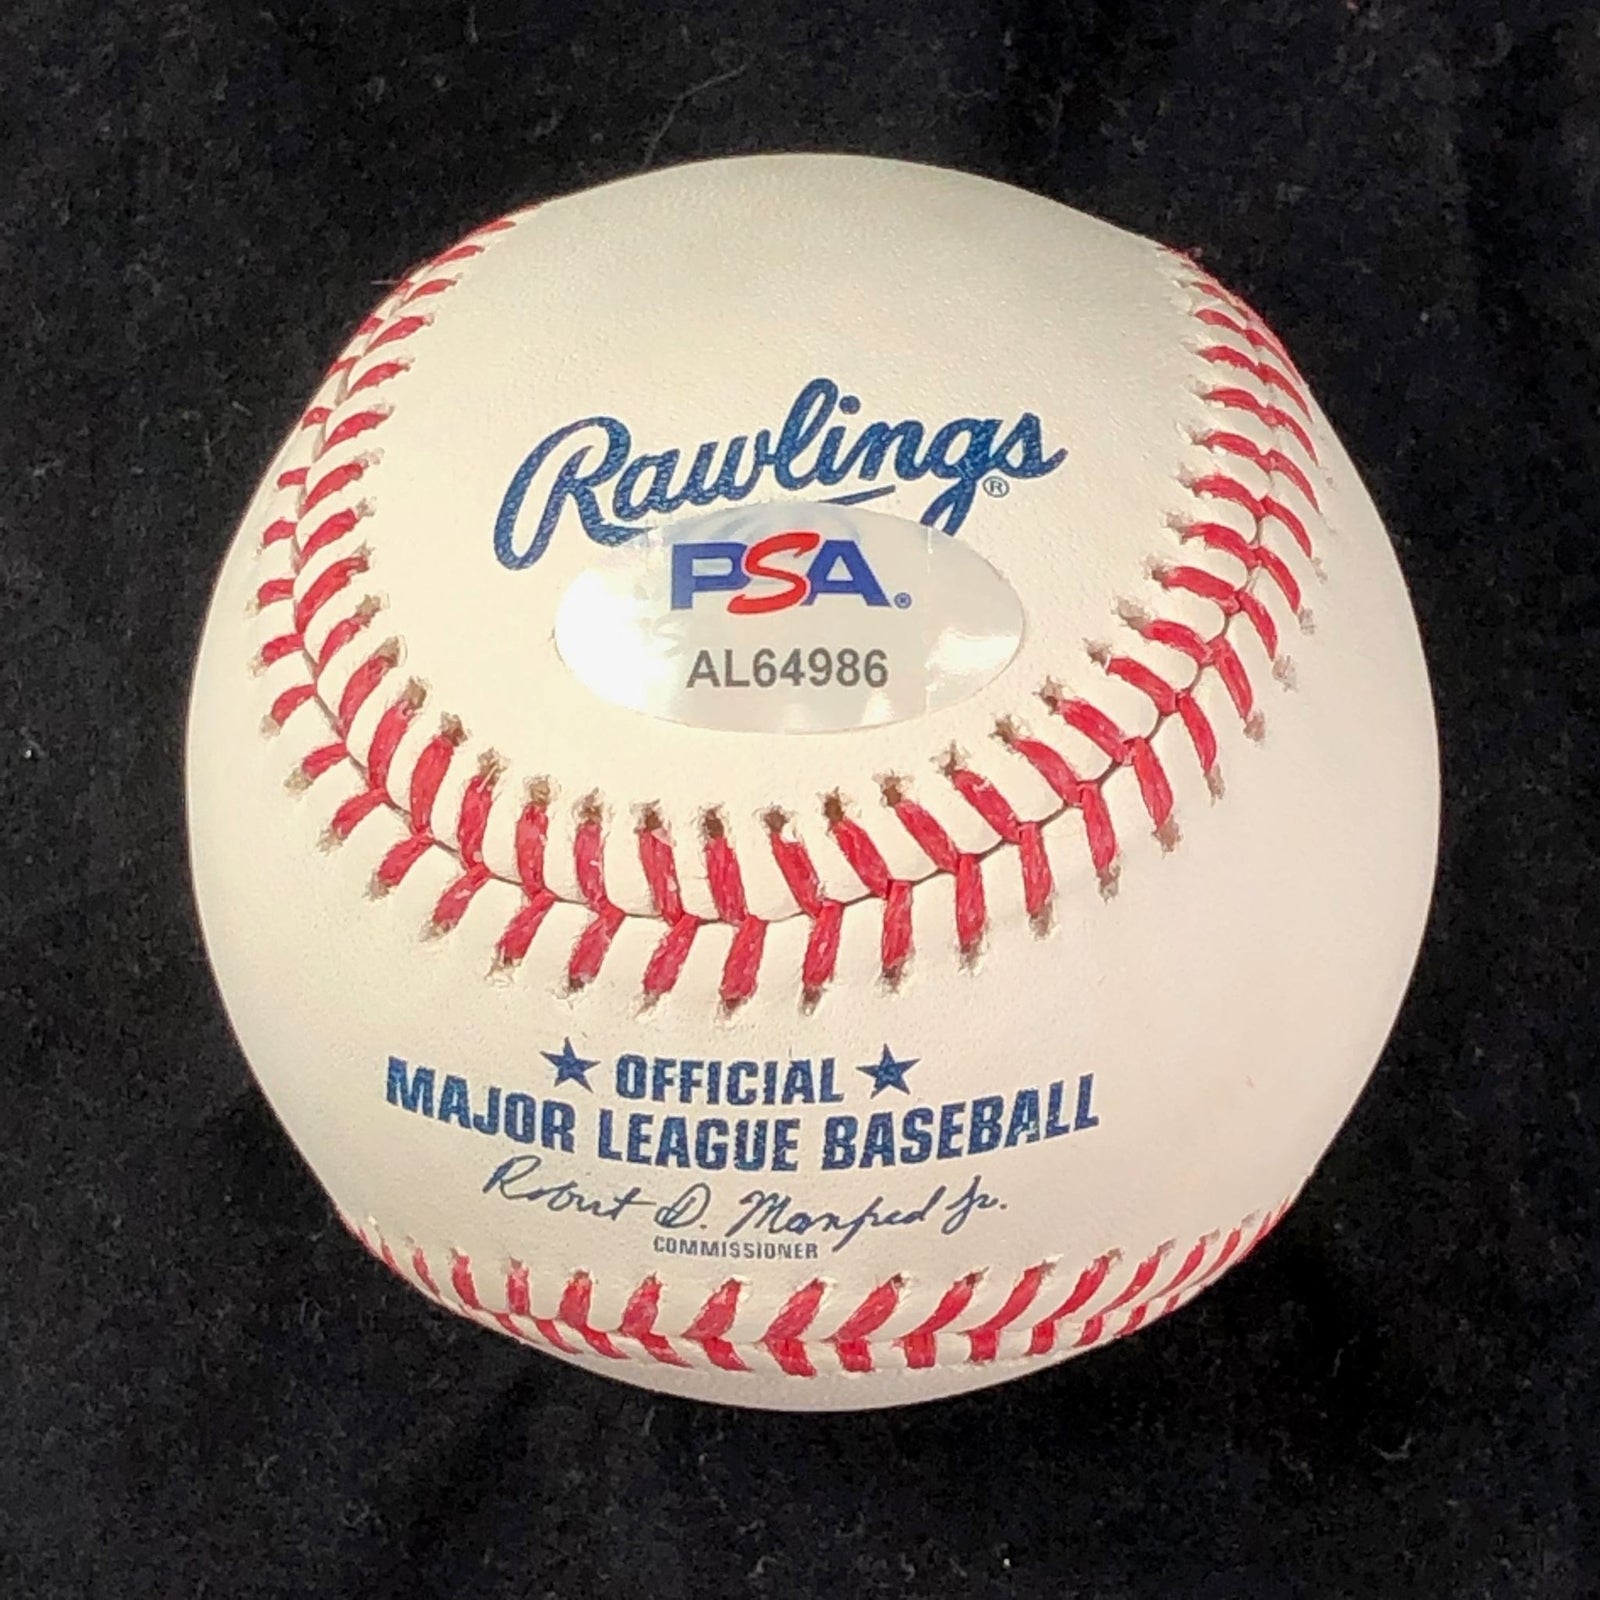 Rawlings®
PSA®
AL64986
★ OFFICIAL ★
MAJOR LEAGUE BASEBALL
Robert D. Manfred Jr.
COMMISSIONER